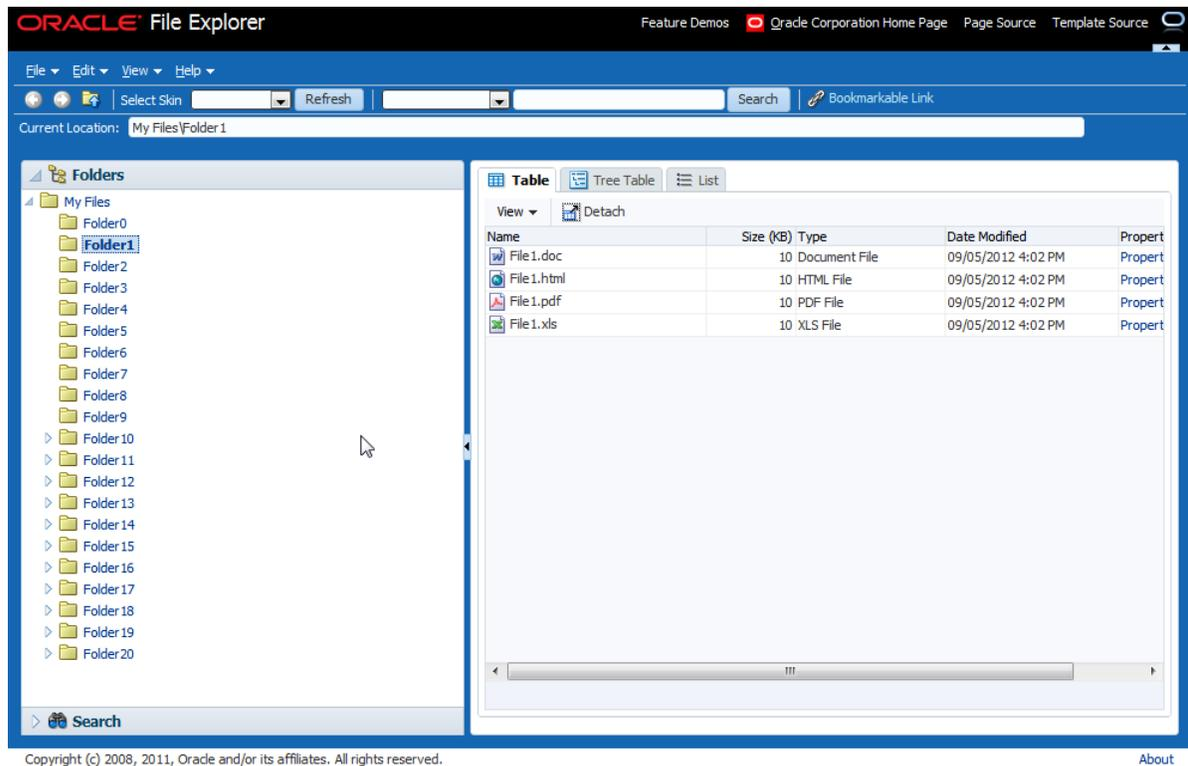 ORACLE File Explorer
Feature Demos Oracle Corporation Home Page Page Source Template Source
File Edit View Help
Select Skin Refresh Search Bookmarkable Link
Current Location: My Files\Folder1
Folders
My Files
Folder0
Folder1
Folder2
Folder3
Folder4
Folder5
Folder6
Folder7
Folder8
Folder9
Folder10
Folder11
Folder12
Folder13
Folder14
Folder15
Folder16
Folder17
Folder18
Folder19
Folder20
Search
Table Tree Table List
View Detach
Name Size (KB) Type Date Modified Propert
File1.doc 10 Document File 09/05/2012 4:02 PM Propert
File1.html 10 HTML File 09/05/2012 4:02 PM Propert
File1.pdf 10 PDF File 09/05/2012 4:02 PM Propert
File1.xls 10 XLS File 09/05/2012 4:02 PM Propert
Copyright (c) 2008, 2011, Oracle and/or its affiliates. All rights reserved. About